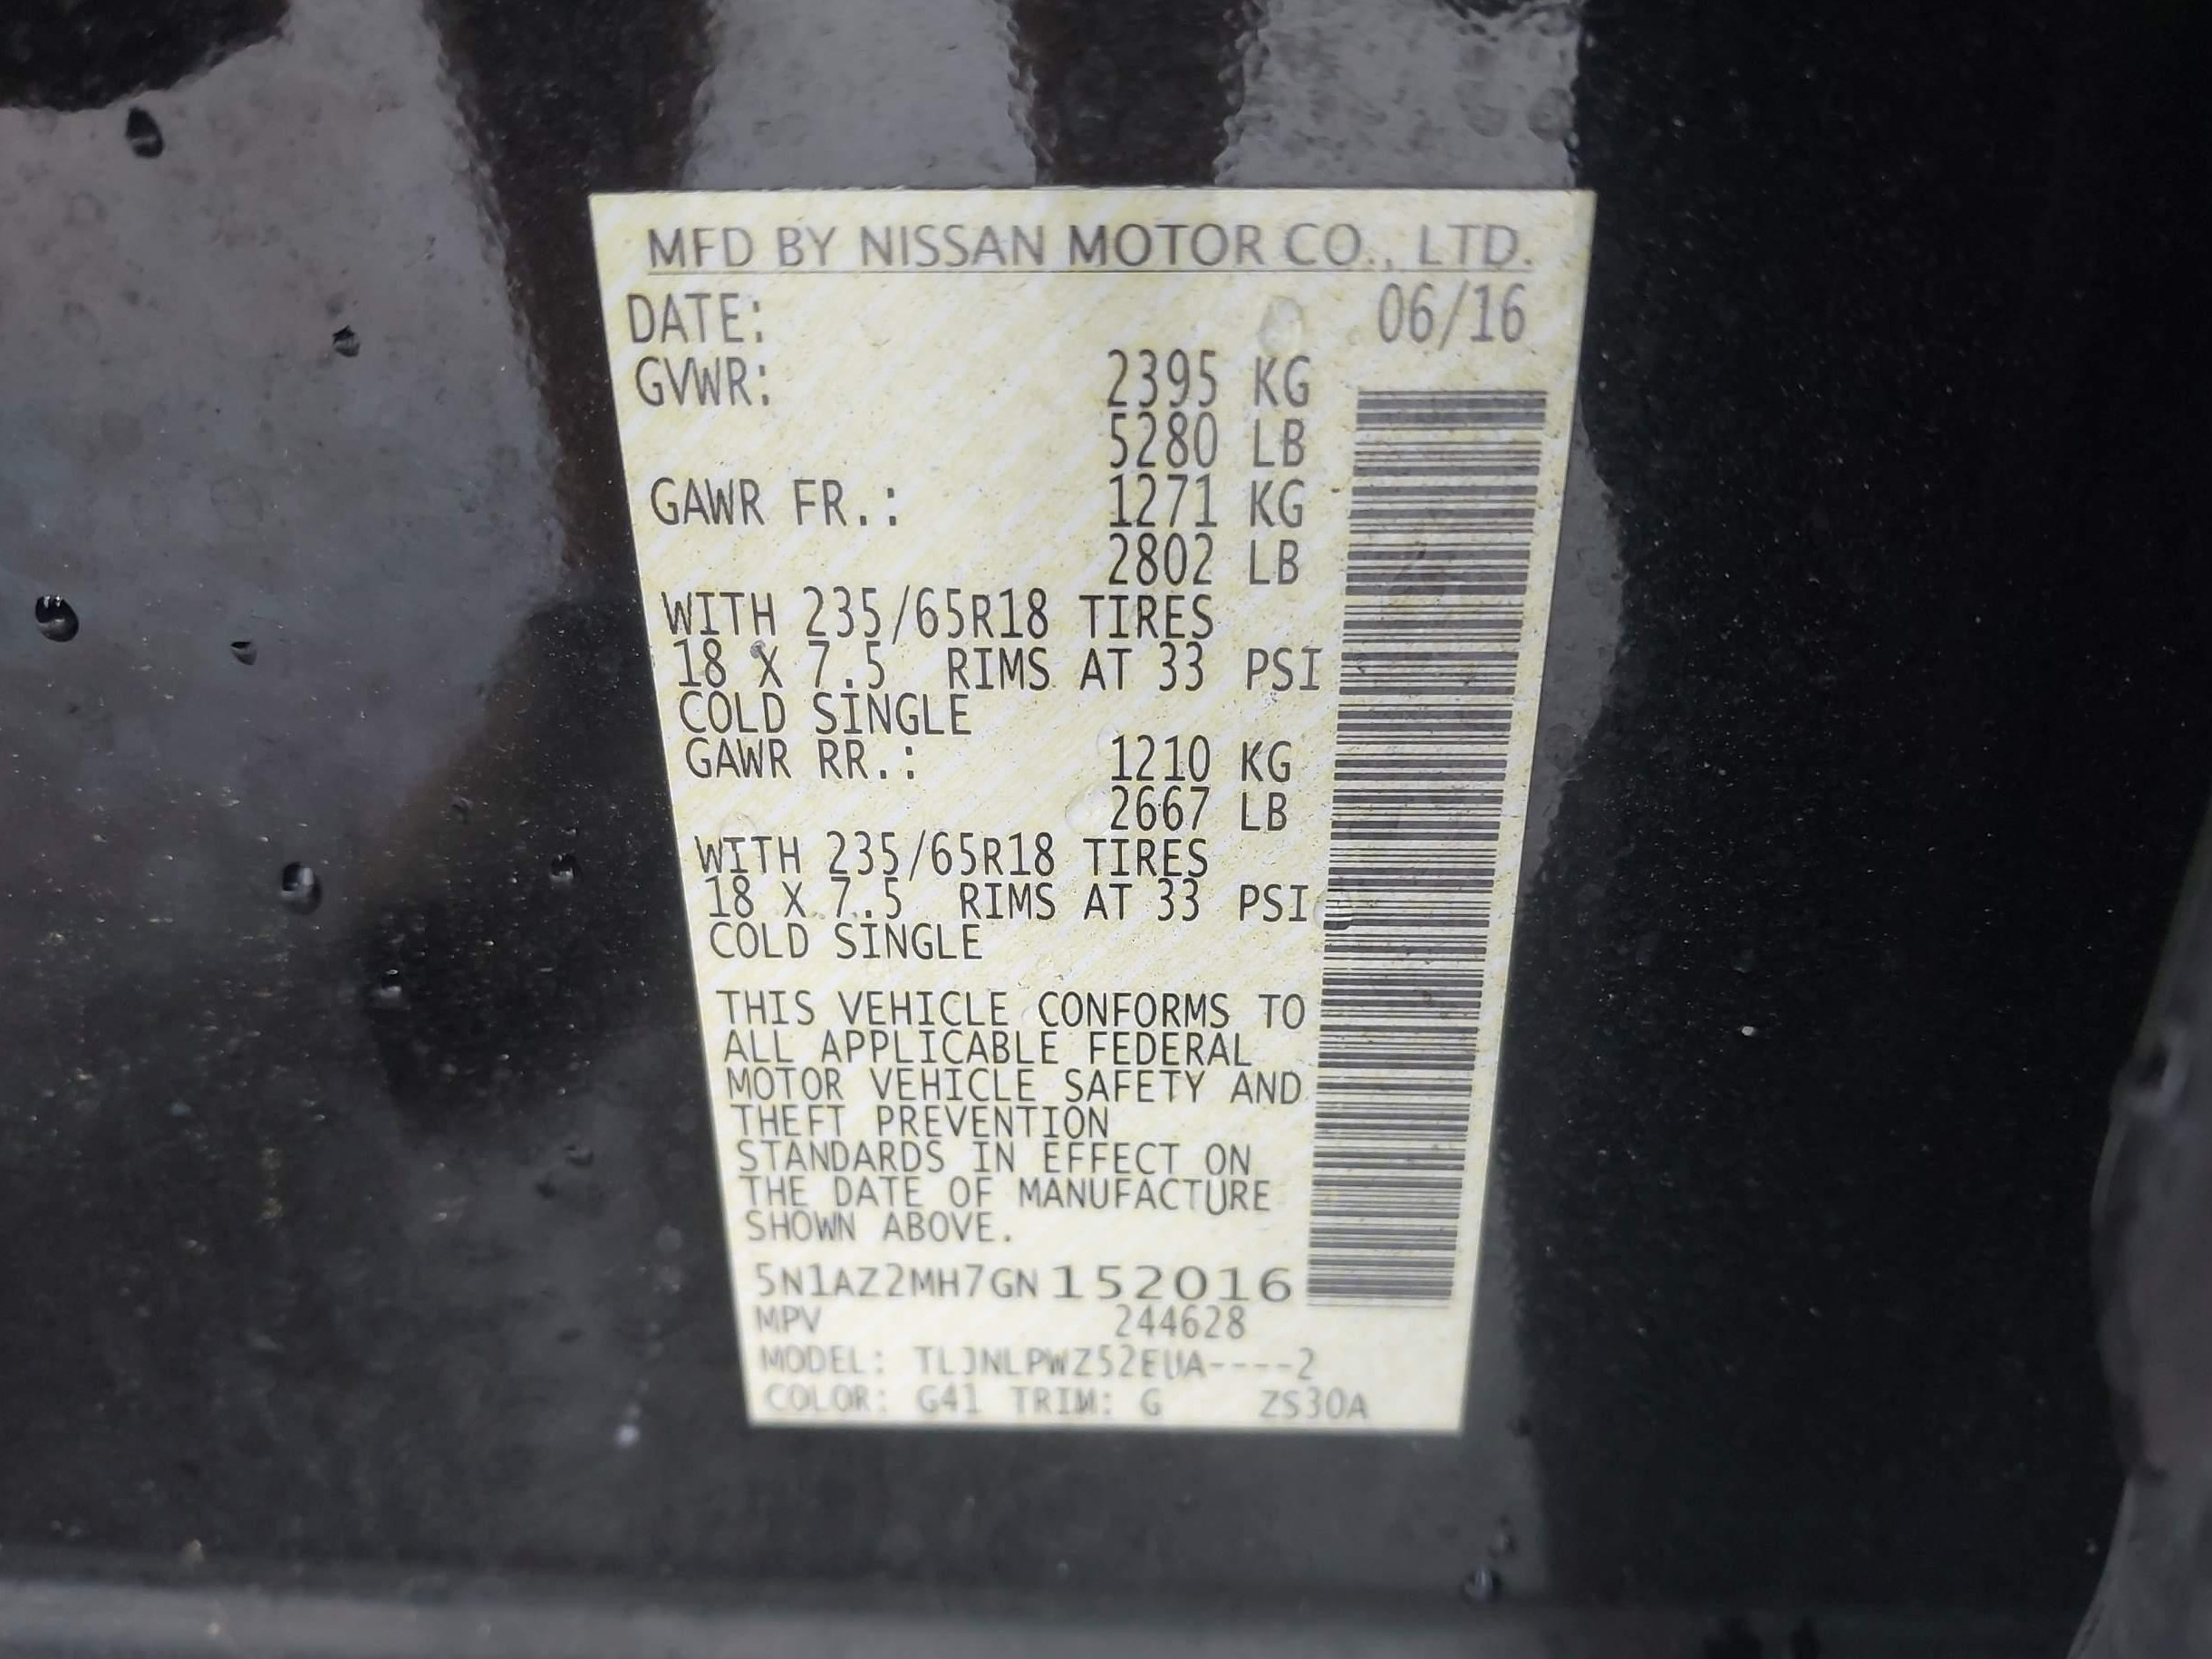 MFD BY NISSAN MOTOR CO., LTD.
DATE: 06/16
GVWR: 2395 KG
5280 LB
GAWR FR.: 1271 KG
2802 LB
WITH 235/65R18 TIRES
18 X 7.5 RIMS AT 33 PSI
COLD SINGLE
GAWR RR.: 1210 KG
2667 LB
WITH 235/65R18 TIRES
18 X 7.5 RIMS AT 33 PSI
COLD SINGLE
THIS VEHICLE CONFORMS TO
ALL APPLICABLE FEDERAL
MOTOR VEHICLE SAFETY AND
THEFT PREVENTION
STANDARDS IN EFFECT ON
THE DATE OF MANUFACTURE
SHOWN ABOVE.
5N1AZ2MH7GN152016
MPV 244628
MODEL: TLJNLPWZ52EUA----2
COLOR: G41 TRIM: G ZS30A